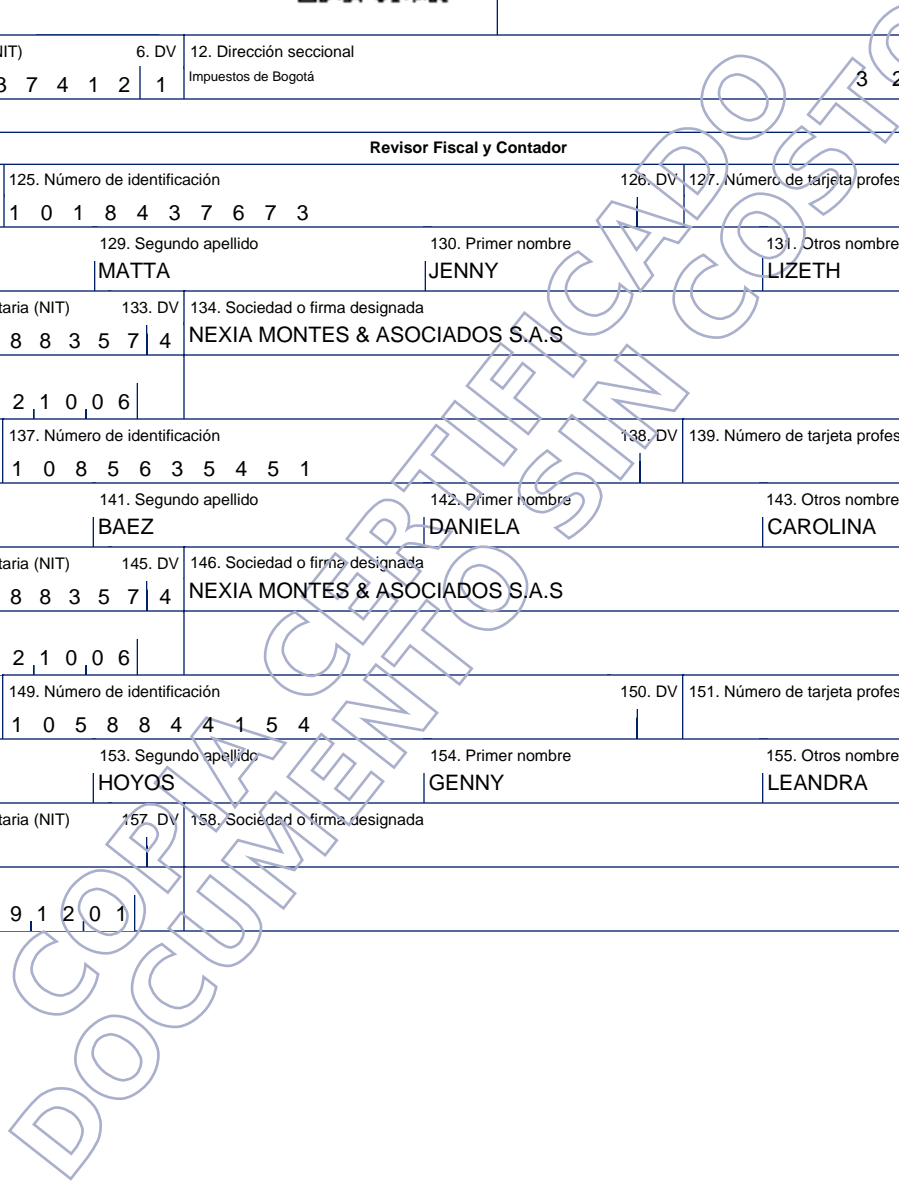 IT) 6. DV 12. Dirección seccional
3 7 4 1 2 1 Impuestos de Bogotá 3 2
Revisor Fiscal y Contador
125. Número de identificación 126. DV 127. Número de tarjeta profes
1 0 1 8 4 3 7 6 7 3
129. Segundo apellido 130. Primer nombre 131. Otros nombre
MATTA JENNY LIZETH
taria (NIT) 133. DV 134. Sociedad o firma designada
8 8 3 5 7 4 NEXIA MONTES & ASOCIADOS S.A.S
2 1 0 0 6
137. Número de identificación 138. DV 139. Número de tarjeta profes
1 0 8 5 6 3 5 4 5 1
141. Segundo apellido 142. Primer nombre 143. Otros nombre
BAEZ DANIELA CAROLINA
taria (NIT) 145. DV 146. Sociedad o firma designada
8 8 3 5 7 4 NEXIA MONTES & ASOCIADOS S.A.S
2 1 0 0 6
149. Número de identificación 150. DV 151. Número de tarjeta profes
1 0 5 8 8 4 4 1 5 4
153. Segundo apellido 154. Primer nombre 155. Otros nombre
HOYOS GENNY LEANDRA
taria (NIT) 157. DV 158. Sociedad o firma designada
9 1 2 0 1
COPIA CERTIFICADO
DOCUMENTO SIN COSTO